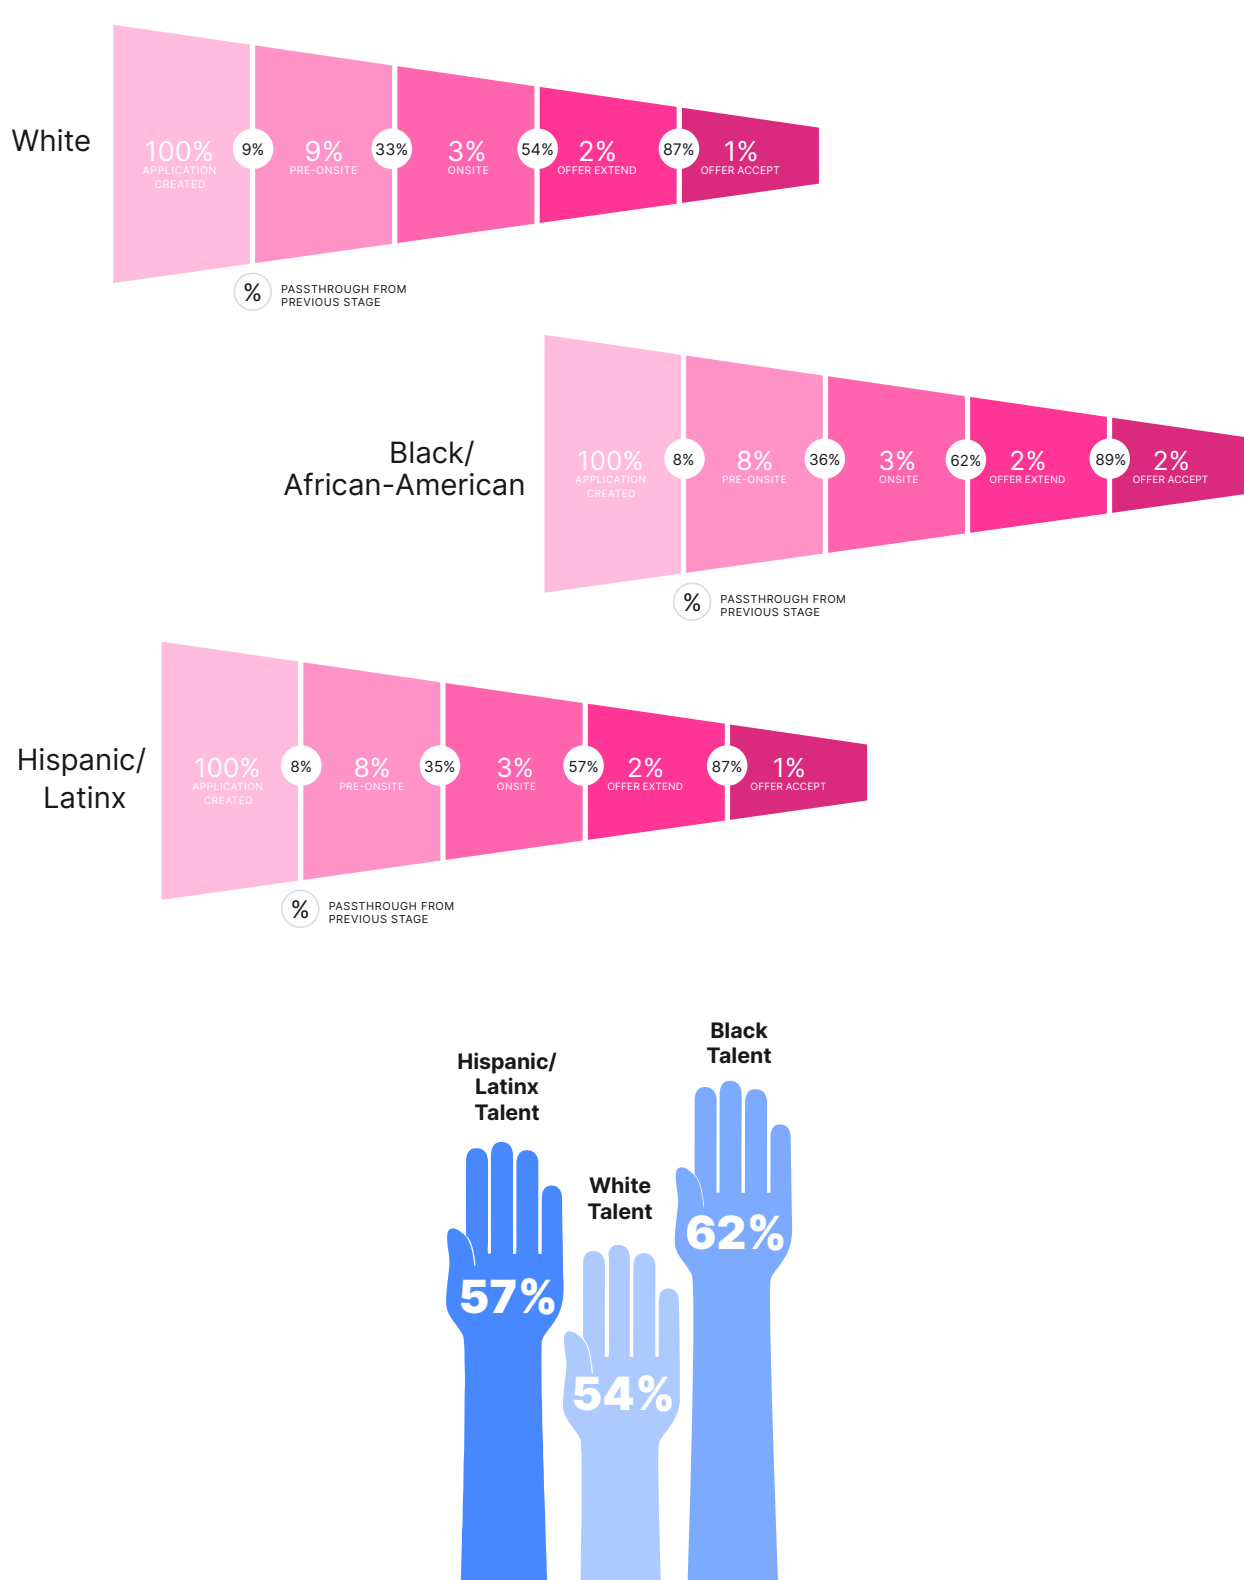 White
100%
APPLICATION
CREATED
9%
9%
PRE-ONSITE
33%
3%
ONSITE
54%
2%
OFFER EXTEND
87%
1%
OFFER ACCEPT
%
PASSTHROUGH FROM
PREVIOUS STAGE
Black/
African-American
100%
APPLICATION
CREATED
8%
8%
PRE-ONSITE
36%
3%
ONSITE
62%
2%
OFFER EXTEND
89%
2%
OFFER ACCEPT
%
PASSTHROUGH FROM
PREVIOUS STAGE
Hispanic/
Latinx
100%
APPLICATION
CREATED
8%
8%
PRE-ONSITE
35%
3%
ONSITE
57%
2%
OFFER EXTEND
87%
1%
OFFER ACCEPT
%
PASSTHROUGH FROM
PREVIOUS STAGE
Hispanic/
Latinx
Talent
57%
White
Talent
54%
Black
Talent
62%